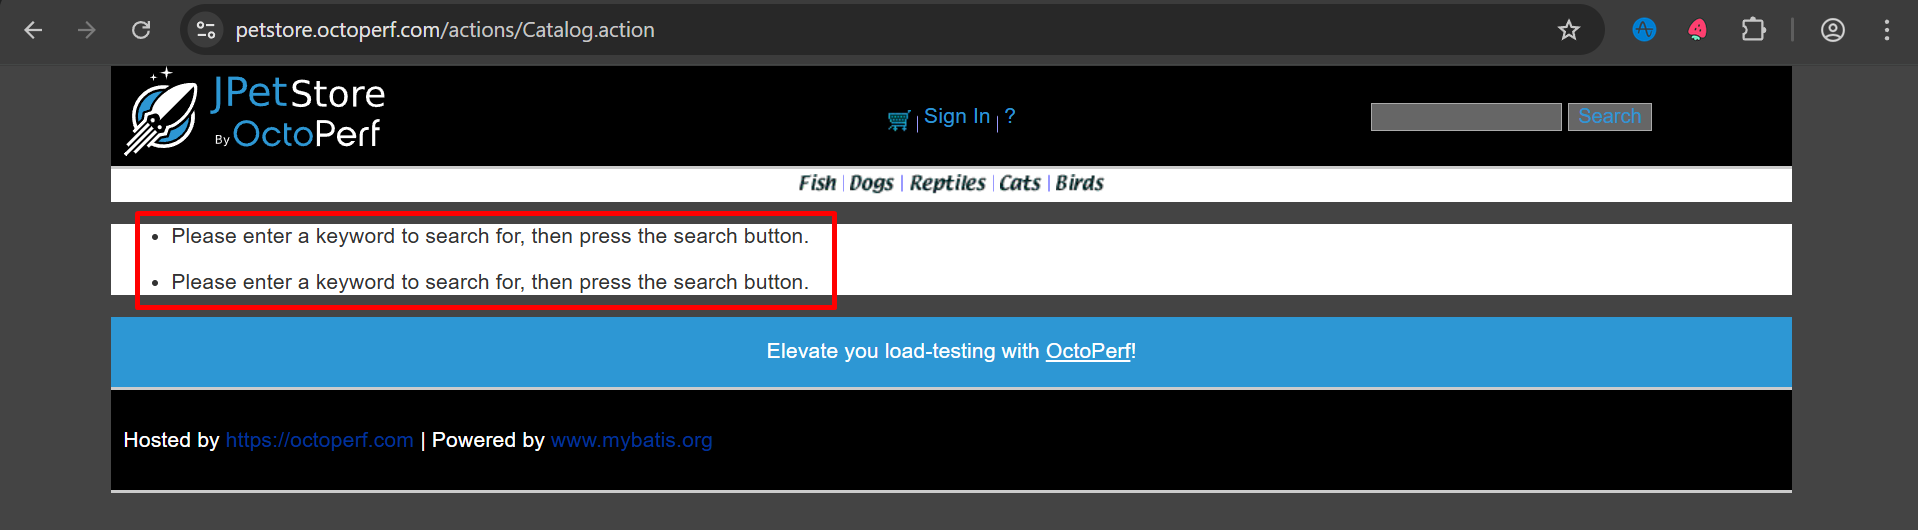 petstore.octoperf.com/actions/Catalog.action
JPetStore
By OctoPerf
Sign In | ?
Search
Fish | Dogs | Reptiles | Cats | Birds
• Please enter a keyword to search for, then press the search button.
• Please enter a keyword to search for, then press the search button.
Elevate you load-testing with OctoPerf!
Hosted by https://octoperf.com | Powered by www.mybatis.org